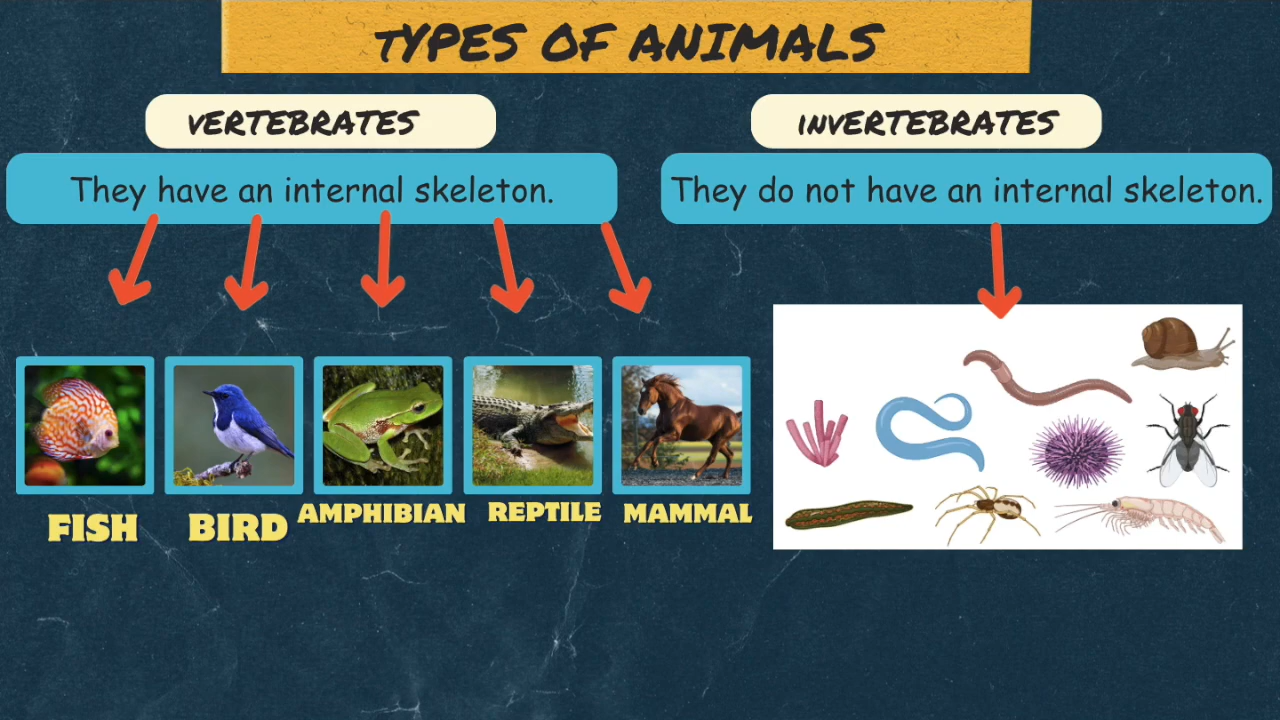 TYPES OF ANIMALS
VERTEBRATES
INVERTEBRATES
They have an internal skeleton.
They do not have an internal skeleton.
FISH
BIRD
AMPHIBIAN
REPTILE
MAMMAL